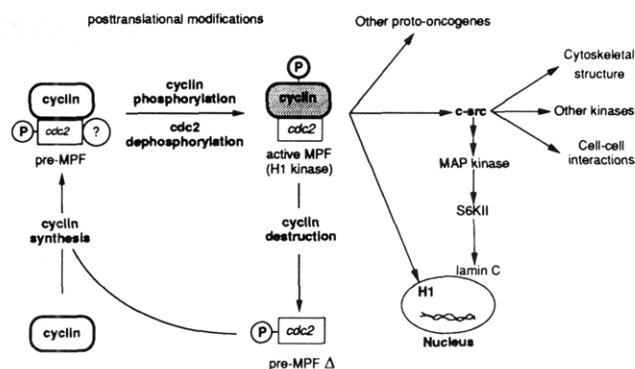 posttranslational modifications
Other proto-oncogenes
P
cyclin
P
cdc2
?
pre-MPF
cyclin
phosphorylation
cdc2
dephosphorylation
cyclin
cdc2
active MPF
(H1 kinase)
c-src
Cytoskeletal
structure
Other kinases
Cell-cell
interactions
MAP kinase
S6KII
lamin C
H1
Nucleus
cyclin
synthesis
cyclin
destruction
cyclin
P
cdc2
pre-MPF Δ